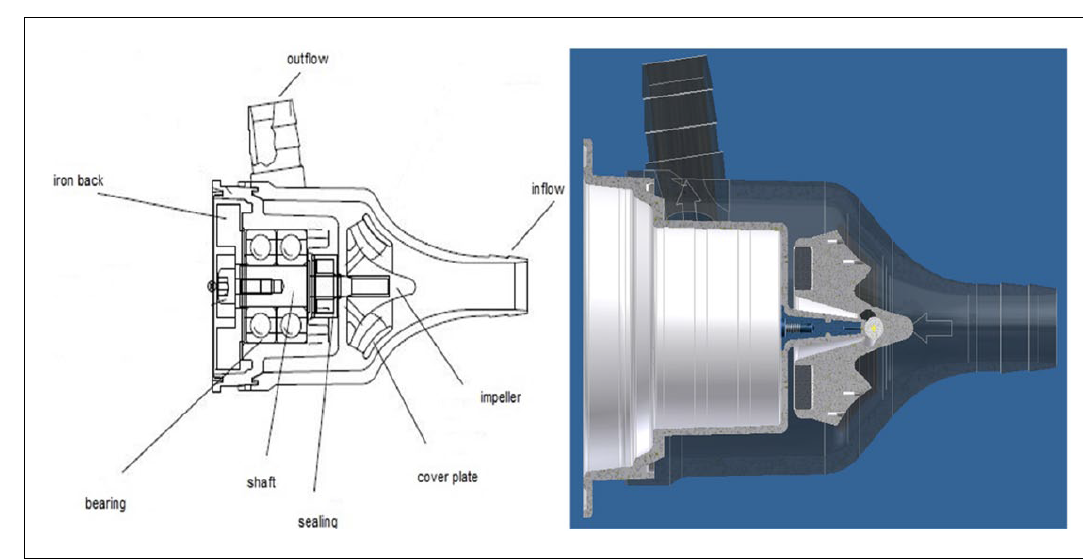 outflow
iron back
inflow
impeller
cover plate
shaft
bearing
sealing